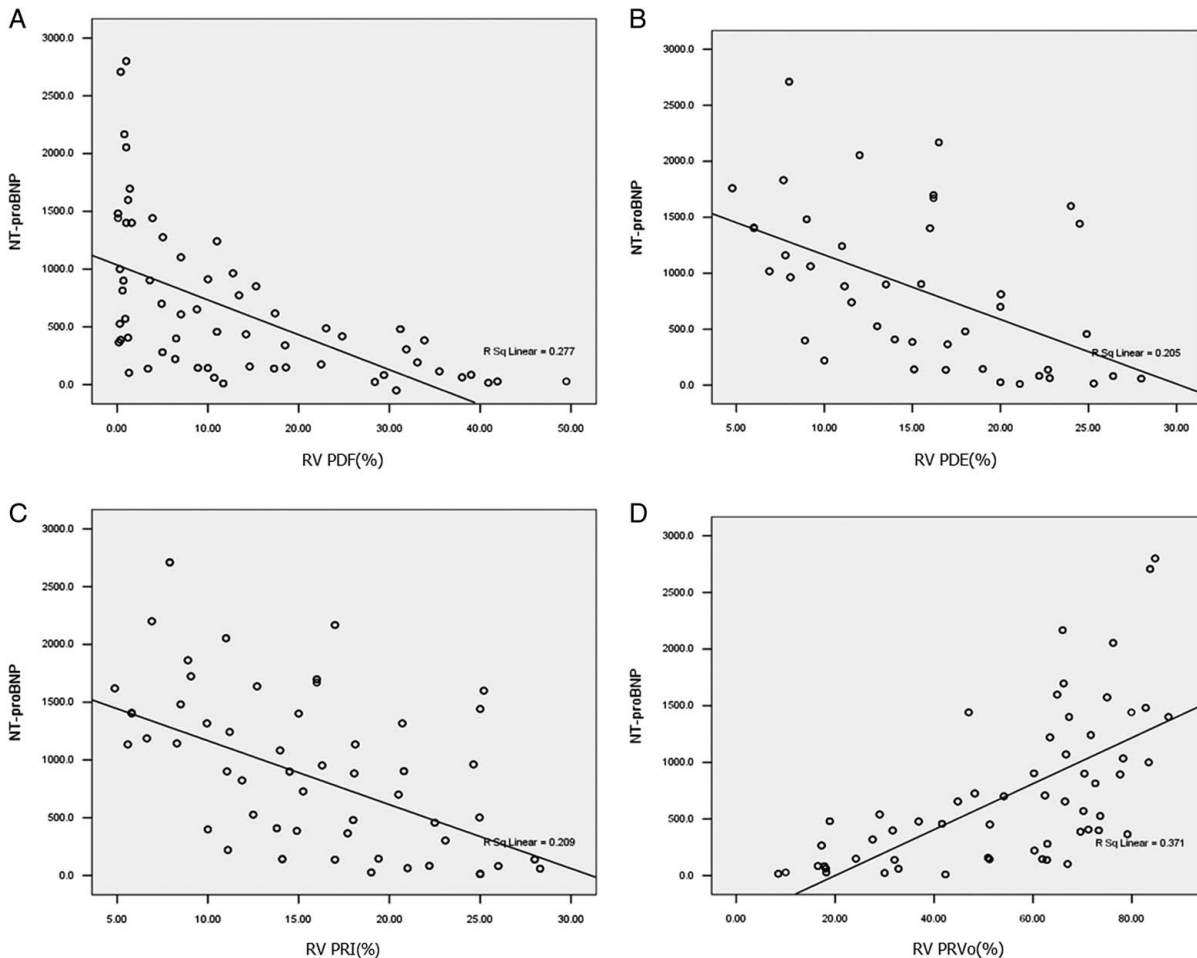 A
NT-proBNP
3000.0
2500.0
2000.0
1500.0
1000.0
500.0
0.0
R Sq Linear = 0.277
0.00 10.00 20.00 30.00 40.00 50.00
RV PDF(%)
B
NT-proBNP
3000.0
2500.0
2000.0
1500.0
1000.0
500.0
0.0
R Sq Linear = 0.205
5.00 10.00 15.00 20.00 25.00 30.00
RV PDE(%)
C
NT-proBNP
3000.0
2500.0
2000.0
1500.0
1000.0
500.0
0.0
R Sq Linear = 0.209
5.00 10.00 15.00 20.00 25.00 30.00
RV PRI(%)
D
NT-proBNP
3000.0
2500.0
2000.0
1500.0
1000.0
500.0
0.0
R Sq Linear = 0.371
0.00 20.00 40.00 60.00 80.00
RV PRVo(%)